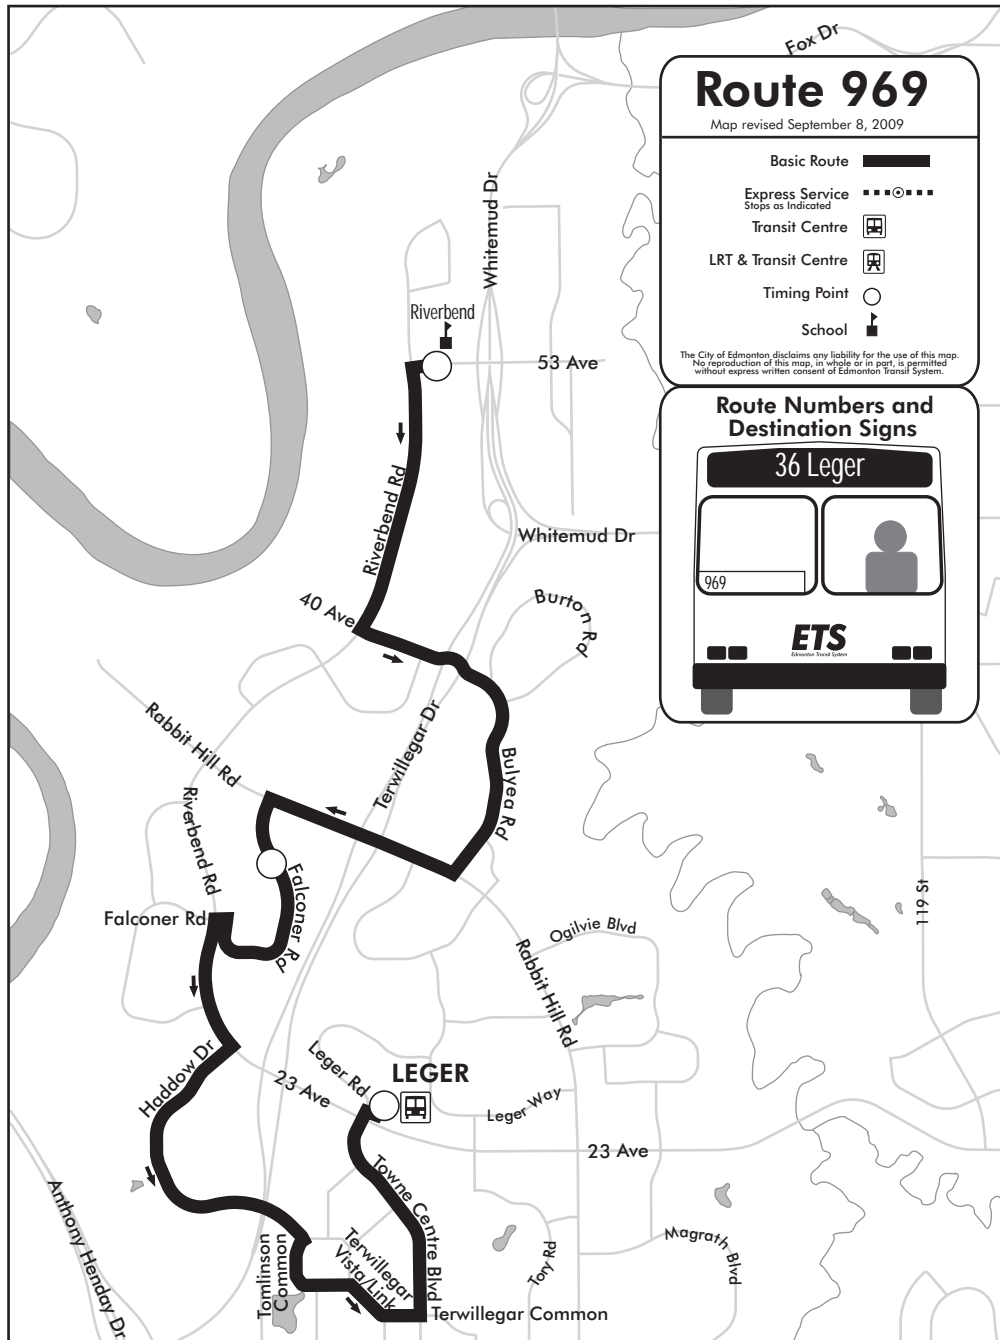 Fox Dr
Route 969
Map revised September 8, 2009
Basic Route
Express Service
Stops as Indicated
Transit Centre
LRT & Transit Centre
Timing Point
School
The City of Edmonton disclaims any liability for the use of this map.
No reproduction of this map, in whole or in part, is permitted
without express written consent of Edmonton Transit System.
Route Numbers and
Destination Signs
36 Leger
969
ETS
Edmonton Transit System
Whitemud Dr
Riverbend
53 Ave
Riverbend Rd
Whitemud Dr
40 Ave
Burton Rd
Rabbit Hill Rd
Terwillegar Dr
Bulyea Rd
Riverbend Rd
Falconer Rd
Falconer Rd
119 St
Ogilvie Blvd
Rabbit Hill Rd
Haddow Dr
Leger Rd
LEGER
23 Ave
Leger Way
23 Ave
Towne Centre Blvd
Anthony Henday Dr
Tomlinson
Common
Terwillegar
Vista/Link
Tory Rd
Magrath Blvd
Terwillegar Common